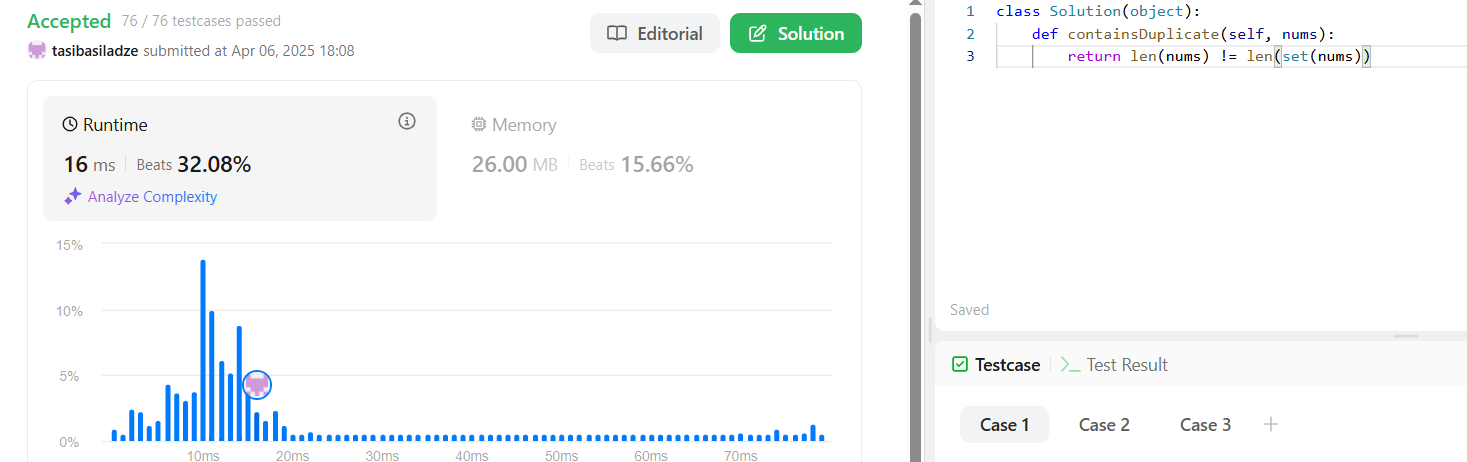 Accepted 76 / 76 testcases passed
tasibasiladze submitted at Apr 06, 2025 18:08
Editorial
Solution
Runtime
16 ms Beats 32.08%
Analyze Complexity
Memory
26.00 MB Beats 15.66%
15%
10%
5%
0%
10ms 20ms 30ms 40ms 50ms 60ms 70ms
1 class Solution(object):
2     def containsDuplicate(self, nums):
3         return len(nums) != len(set(nums))
Saved
Testcase >_ Test Result
Case 1 Case 2 Case 3 +